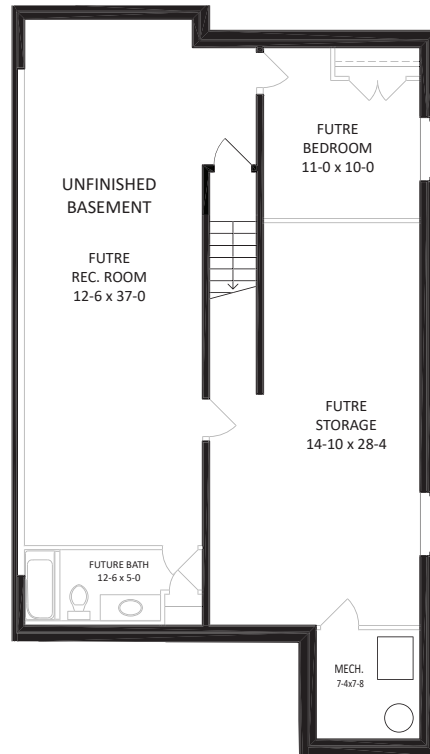 UNFINISHED
BASEMENT
FUTRE
REC. ROOM
12-6 x 37-0
FUTRE
BEDROOM
11-0 x 10-0
FUTRE
STORAGE
14-10 x 28-4
FUTURE BATH
12-6 x 5-0
MECH.
7-4x7-8